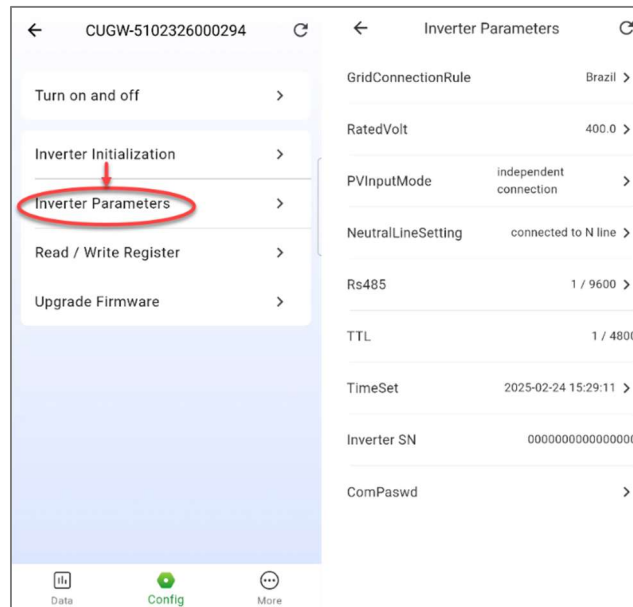 CUGW-5102326000294
Turn on and off
Inverter Initialization
Inverter Parameters
Read / Write Register
Upgrade Firmware
Data
Config
More
Inverter Parameters
GridConnectionRule Brazil
RatedVolt 400.0
PVInputMode independent
connection
NeutralLineSetting connected to N line
Rs485 1 / 9600
TTL 1 / 4800
TimeSet 2025-02-24 15:29:11
Inverter SN 0000000000000000
ComPaswd